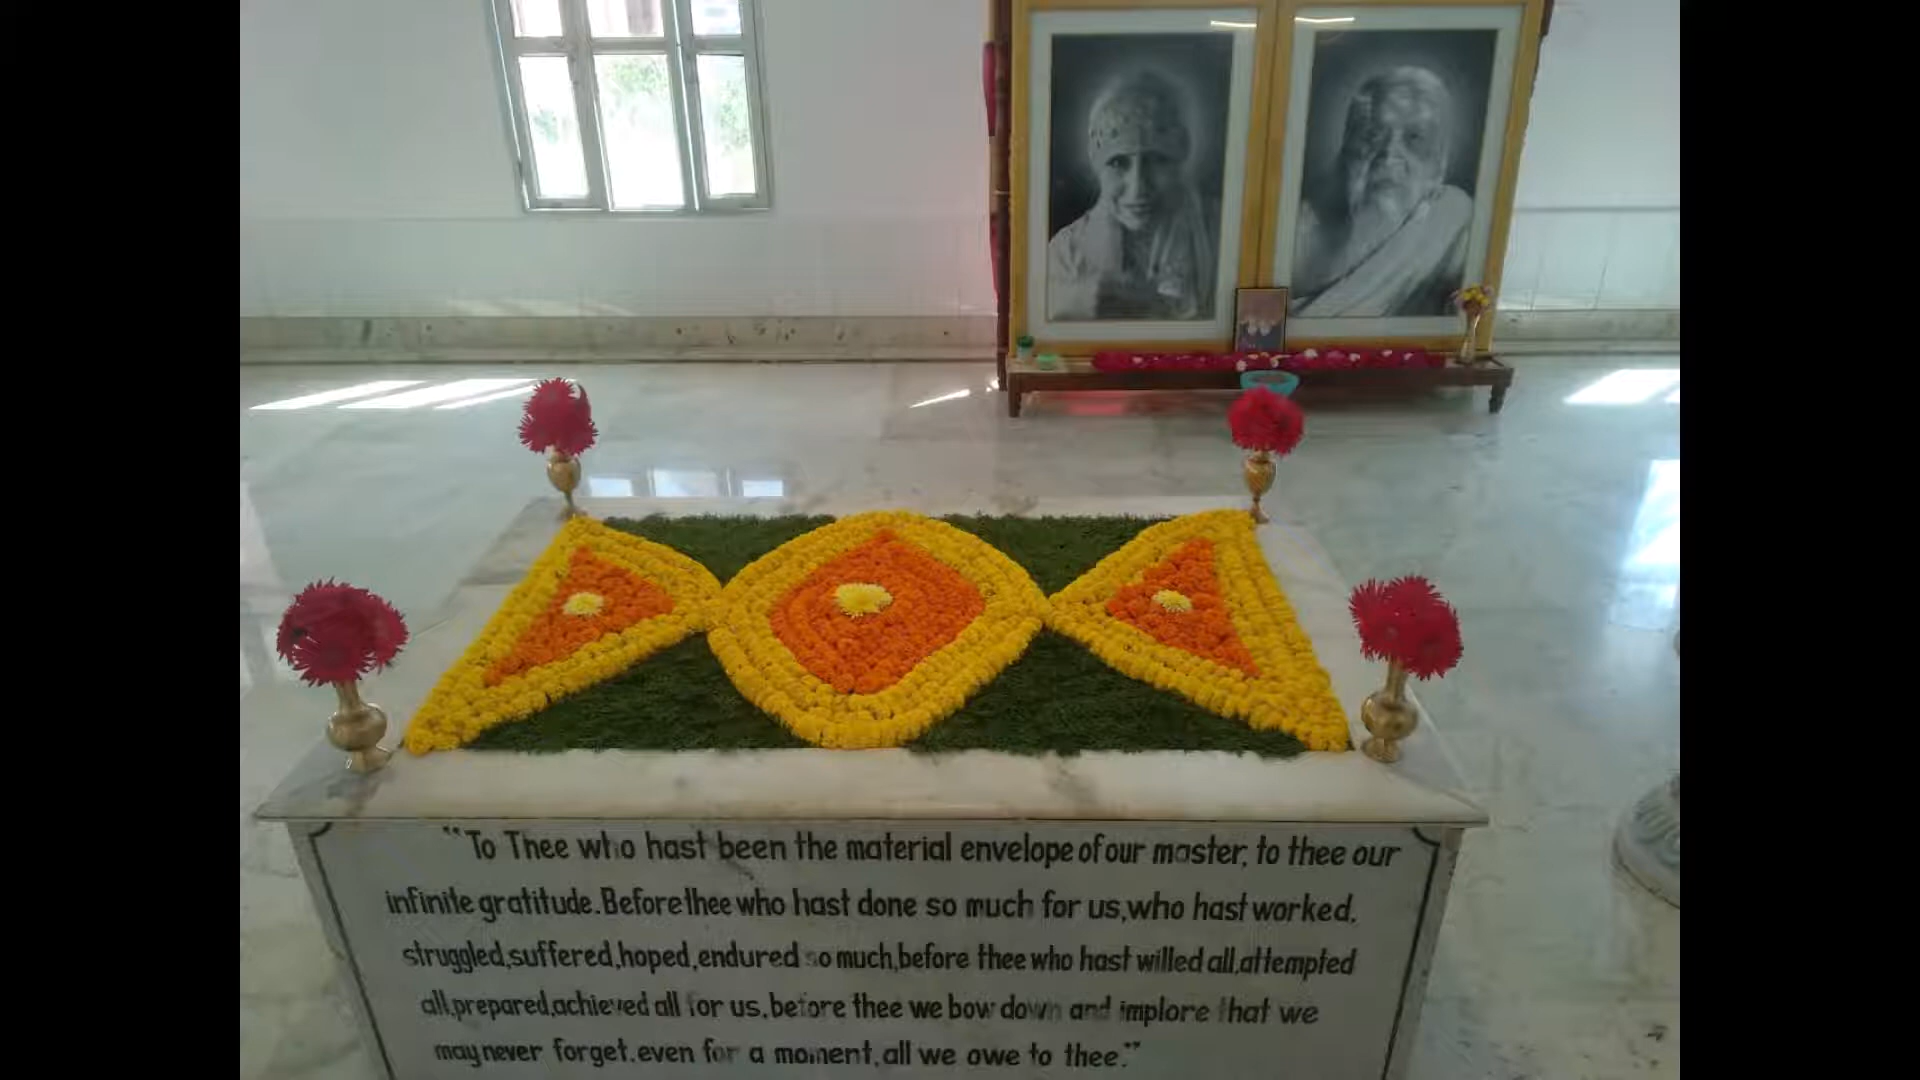 "To Thee who hast been the material envelope of our master, to thee our
infinite gratitude. Before thee who hast done so much for us, who hast worked,
struggled, suffered, hoped, endured so much, before thee who hast willed all, attempted
all, prepared, achieved all for us, before thee we bow down and implore that we
may never forget, even for a moment, all we owe to thee."